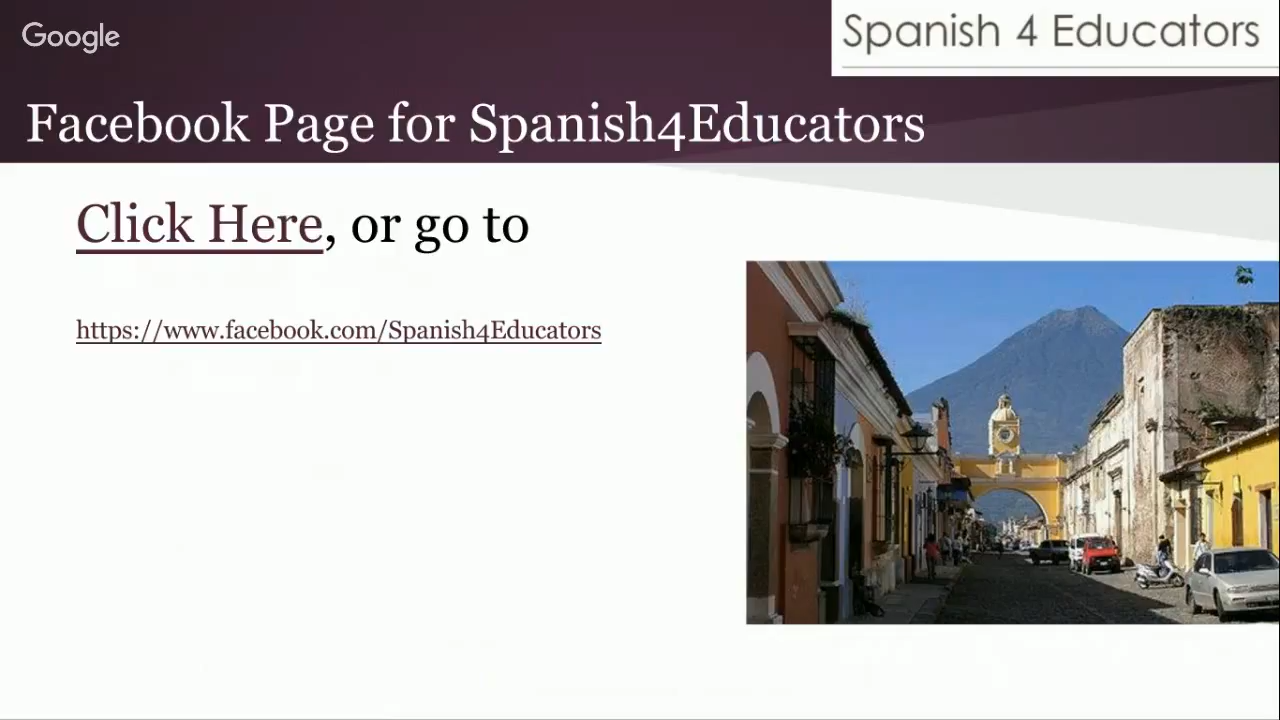 Google
Spanish 4 Educators
Facebook Page for Spanish4Educators
Click Here, or go to
https://www.facebook.com/Spanish4Educators